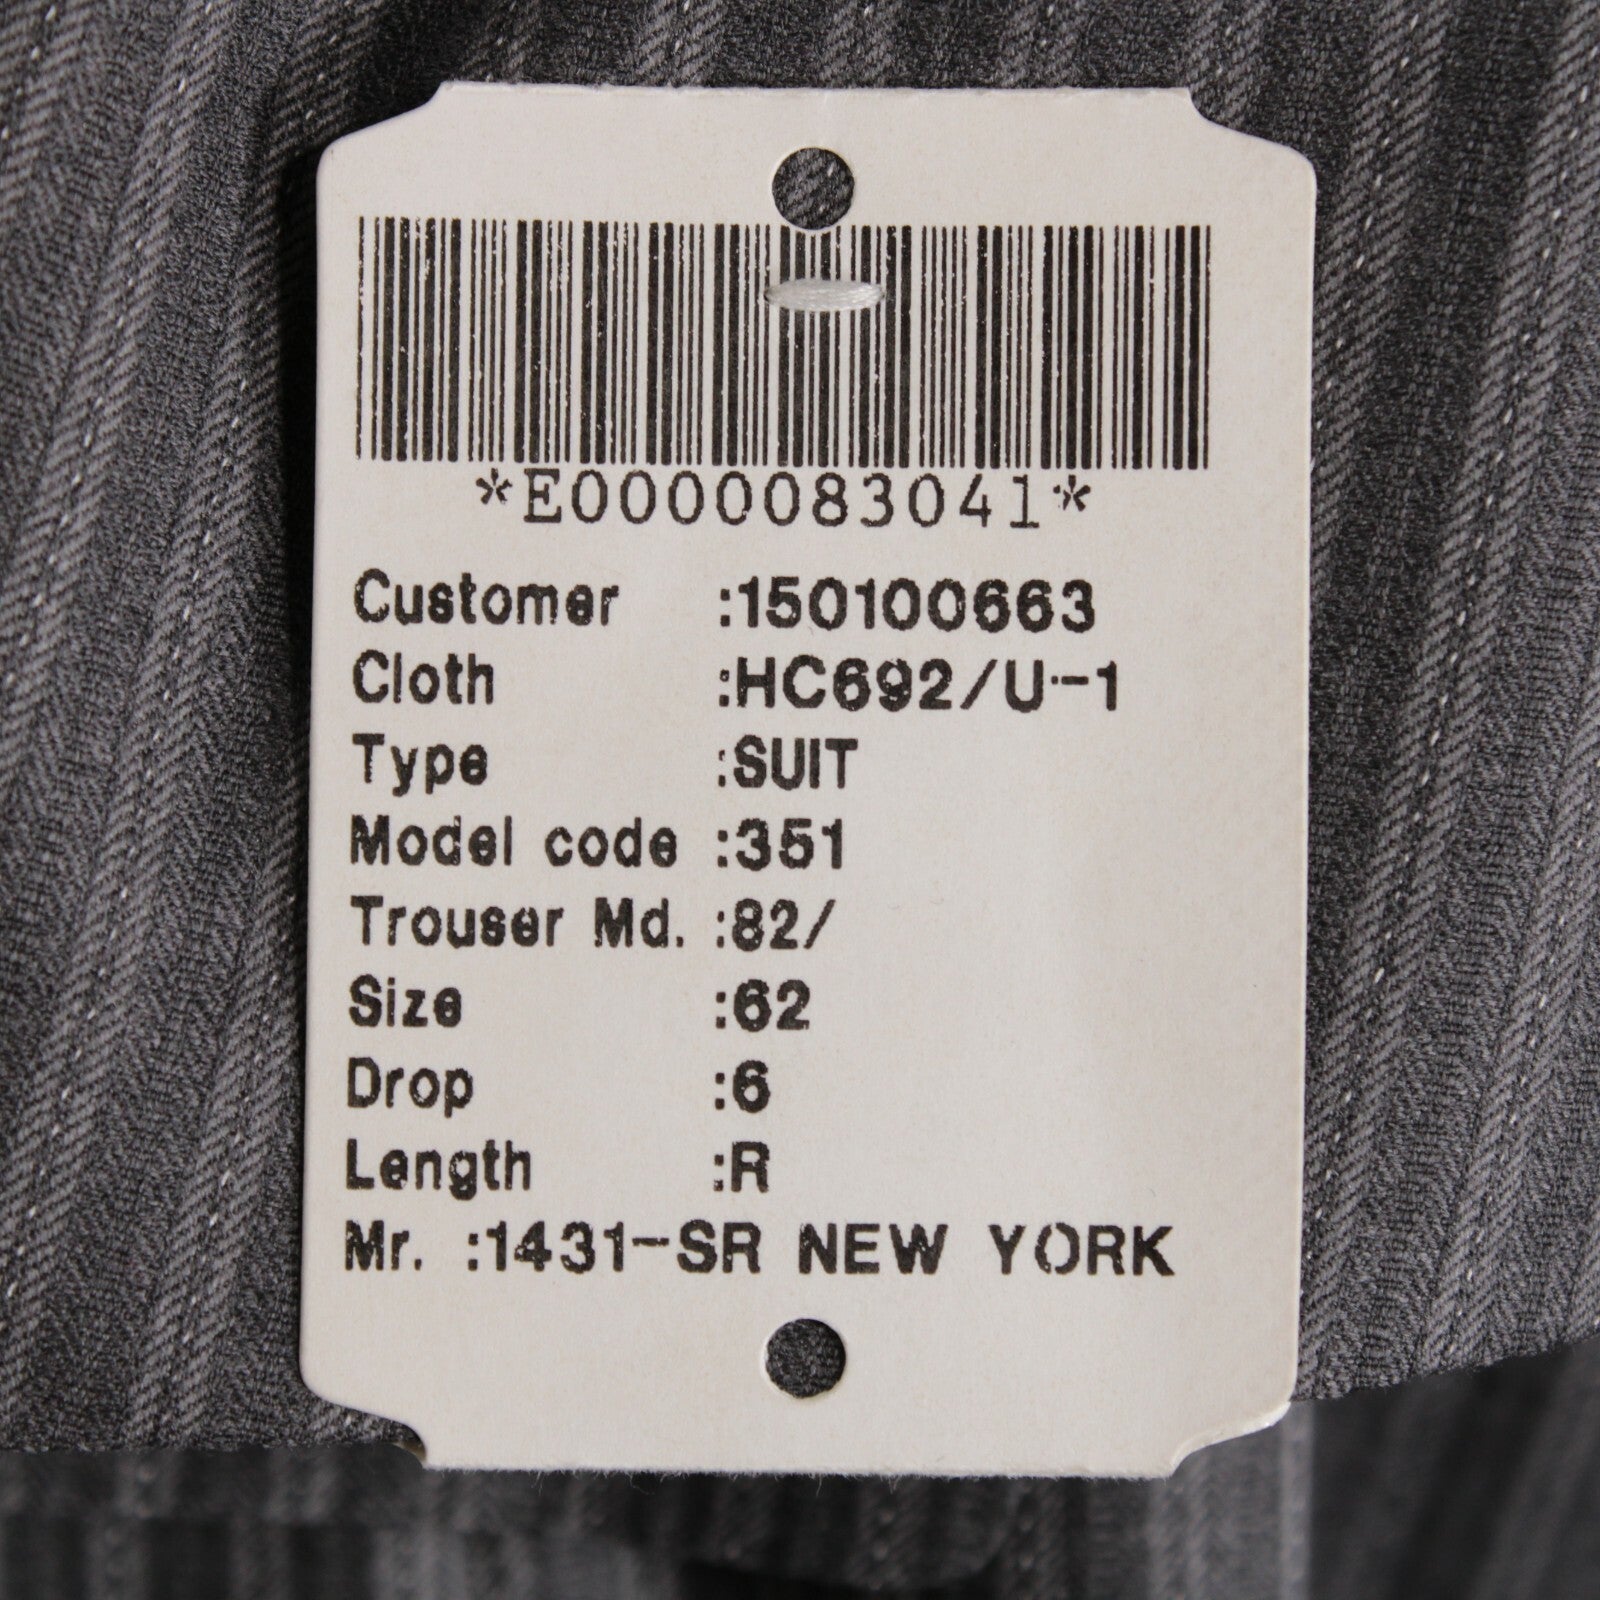 *E0000083041*
Customer :150100663
Cloth :HC692/U-1
Type :SUIT
Model code :351
Trouser Md. :82/
Size :62
Drop :6
Length :R
Mr. :1431-SR NEW YORK